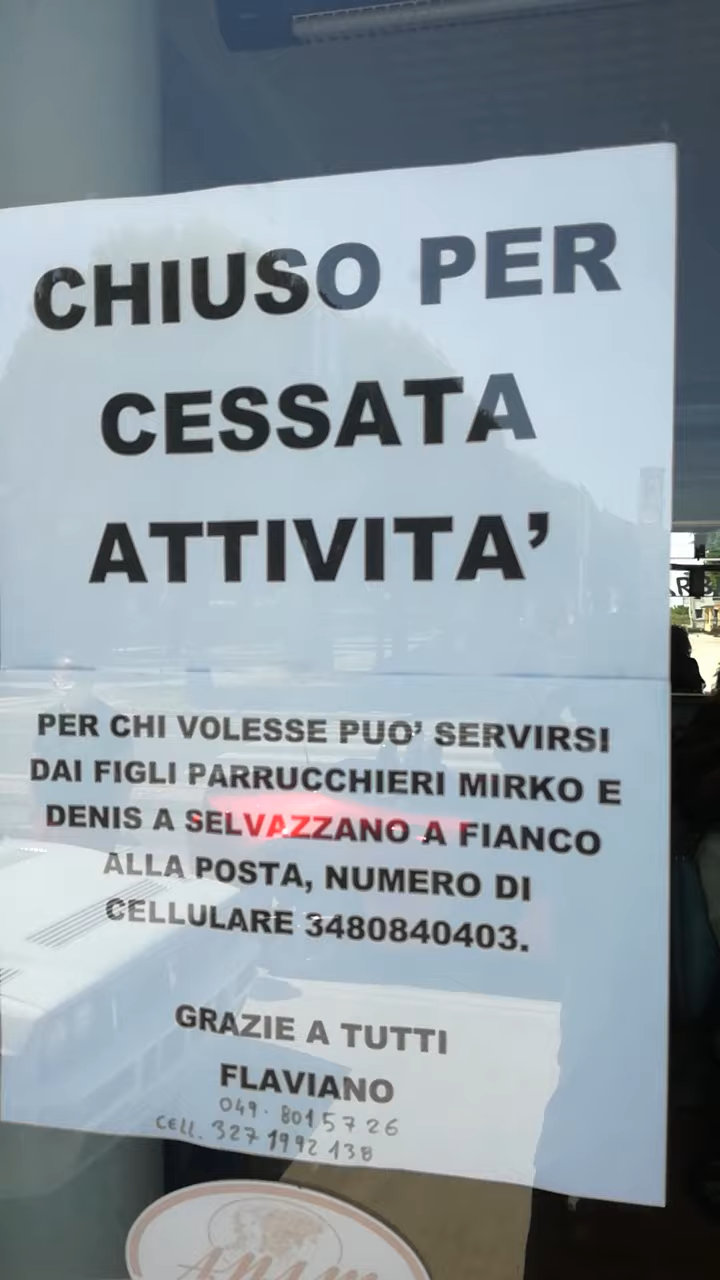 CHIUSO PER
CESSATA
ATTIVITA'
PER CHI VOLESSE PUO' SERVIRSI
DAI FIGLI PARRUCCHIERI MIRKO E
DENIS A SELVAZZANO A FIANCO
ALLA POSTA, NUMERO DI
CELLULARE 3480840403.
GRAZIE A TUTTI
FLAVIANO
049. 8015726
CELL. 327 1992 138